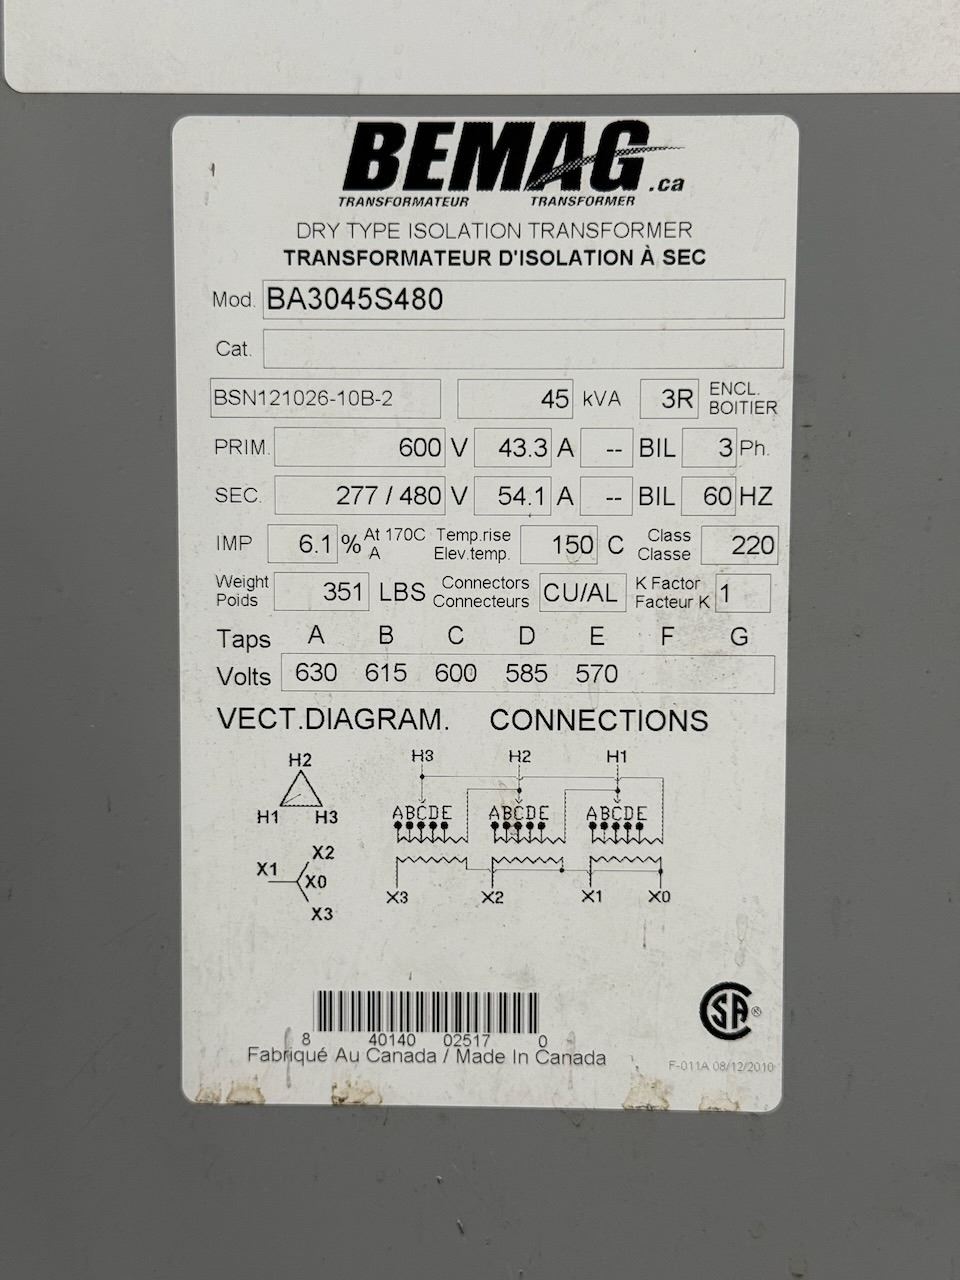 BEMAG.ca
TRANSFORMATEUR TRANSFORMER
DRY TYPE ISOLATION TRANSFORMER
TRANSFORMATEUR D'ISOLATION À SEC
Mod. BA3045S480
Cat.
BSN121026-10B-2 45 kVA 3R ENCL. BOITIER
PRIM. 600 V 43.3 A -- BIL 3 Ph.
SEC. 277 / 480 V 54.1 A -- BIL 60 HZ
IMP 6.1 % At 170C A Temp.rise Elev.temp. 150 C Class Classe 220
Weight Poids 351 LBS Connectors Connecteurs CU/AL K Factor Facteur K 1
Taps A B C D E F G
Volts 630 615 600 585 570
VECT.DIAGRAM. CONNECTIONS
H2
H1 H3
X2
X1 X0
X3
H3 H2 H1
ABCDE ABCDE ABCDE
X3 X2 X1 X0
8 40140 02517 0
Fabriqué Au Canada / Made In Canada
SA ®
F-011A 08/12/2010